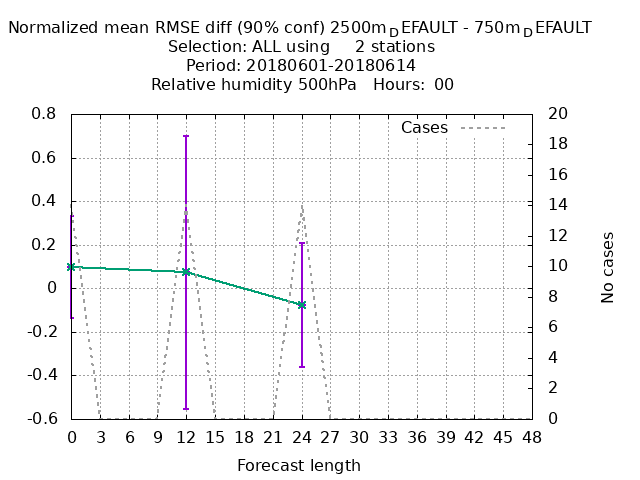 Normalized mean RMSE diff (90% conf) 2500m_DEFAULT - 750m_DEFAULT
Selection: ALL using 2 stations
Period: 20180601-20180614
Relative humidity 500hPa Hours: 00
Cases
0.8
0.6
0.4
0.2
0
-0.2
-0.4
-0.6
20
18
16
14
12
10
8
6
4
2
0
No cases
0 3 6 9 12 15 18 21 24 27 30 33 36 39 42 45 48
Forecast length